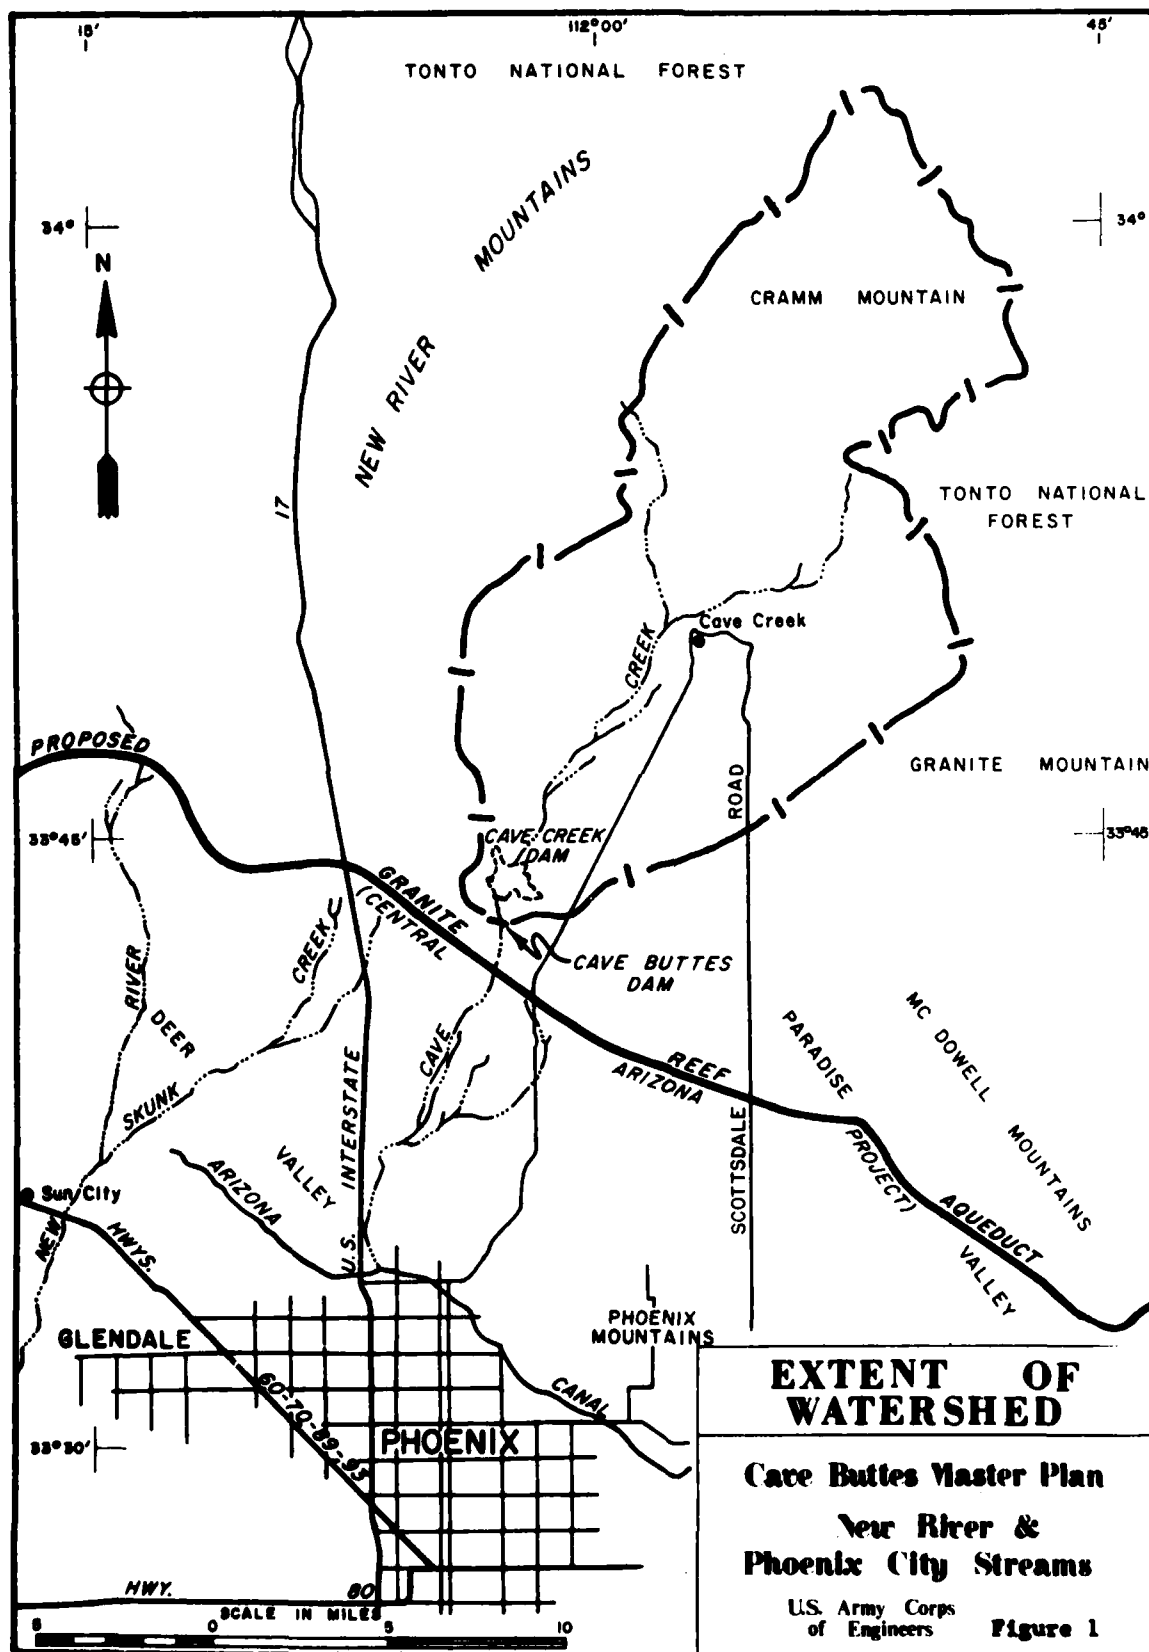 15'
112°00'
45'
TONTO NATIONAL FOREST
MOUNTAINS
34°
34°
N
CRAMM MOUNTAIN
NEW RIVER
17
TONTO NATIONAL
FOREST
Cave Creek
CREEK
PROPOSED
ROAD
GRANITE MOUNTAIN
33°45'
33°45
CAVE CREEK
DAM
GRANITE
(CENTRAL
CREEK
CAVE BUTTES
DAM
RIVER
DEER
MC DOWELL
MOUNTAINS
PARADISE
CAVE
REEF
ARIZONA
SKUNK
INTERSTATE
VALLEY
PROJECT)
SCOTTSDALE
ARIZONA
Sun City
AQUEDUCT
NEW
HWYS.
U.S.
VALLEY
GLENDALE
PHOENIX
MOUNTAINS
60-70-89-93
CANAL
PHOENIX
33°30'
HWY. 80
SCALE IN MILES
5 0 5 10
EXTENT OF
WATERSHED
Cave Buttes Master Plan
New River &
Phoenix City Streams
U.S. Army Corps
of Engineers
Figure 1